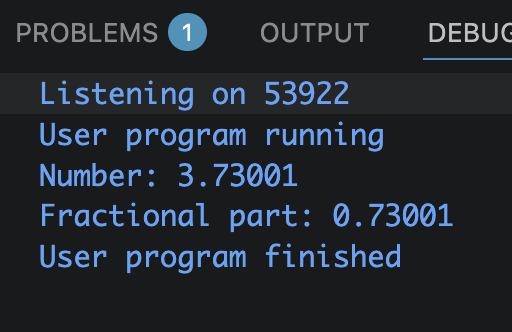 PROBLEMS 1 OUTPUT DEBUG
Listening on 53922
User program running
Number: 3.73001
Fractional part: 0.73001
User program finished